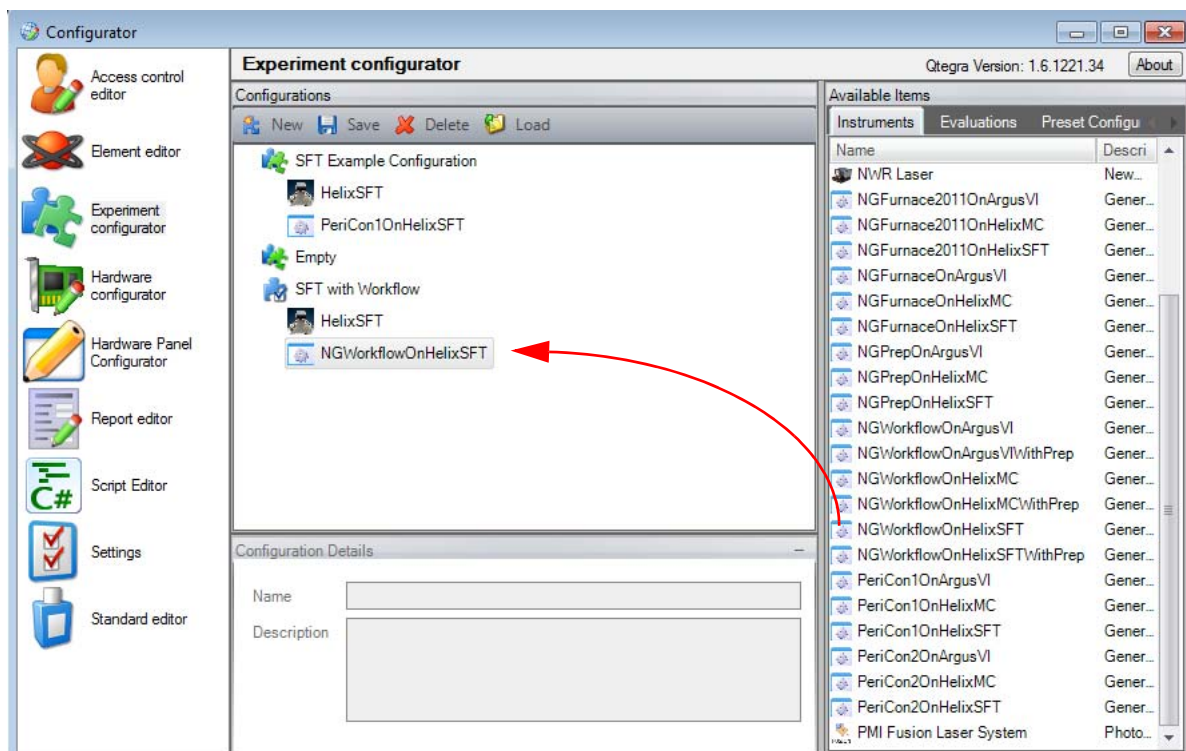 Configurator
Access control
editor
Element editor
Experiment
configurator
Hardware
configurator
Hardware Panel
Configurator
Report editor
C#
Script Editor
Settings
Standard editor
Experiment configurator
Qtegra Version: 1.6.1221.34
About
Configurations
New Save Delete Load
SFT Example Configuration
HelixSFT
PeriCon1OnHelixSFT
Empty
SFT with Workflow
HelixSFT
NGWorkflowOnHelixSFT
Configuration Details
Name
Description
Available Items
Instruments Evaluations Preset Configu
Name Descri
NWR Laser New...
NGFurnace2011OnArgusVI Gener...
NGFurnace2011OnHelixMC Gener...
NGFurnace2011OnHelixSFT Gener...
NGFurnaceOnArgusVI Gener...
NGFurnaceOnHelixMC Gener...
NGFurnaceOnHelixSFT Gener...
NGPrepOnArgusVI Gener...
NGPrepOnHelixMC Gener...
NGPrepOnHelixSFT Gener...
NGWorkflowOnArgusVI Gener...
NGWorkflowOnArgusVIWithPrep Gener...
NGWorkflowOnHelixMC Gener...
NGWorkflowOnHelixMCWithPrep Gener...
NGWorkflowOnHelixSFT Gener...
NGWorkflowOnHelixSFTWithPrep Gener...
PeriCon1OnArgusVI Gener...
PeriCon1OnHelixMC Gener...
PeriCon1OnHelixSFT Gener...
PeriCon2OnArgusVI Gener...
PeriCon2OnHelixMC Gener...
PeriCon2OnHelixSFT Gener...
PMI Fusion Laser System Photo...